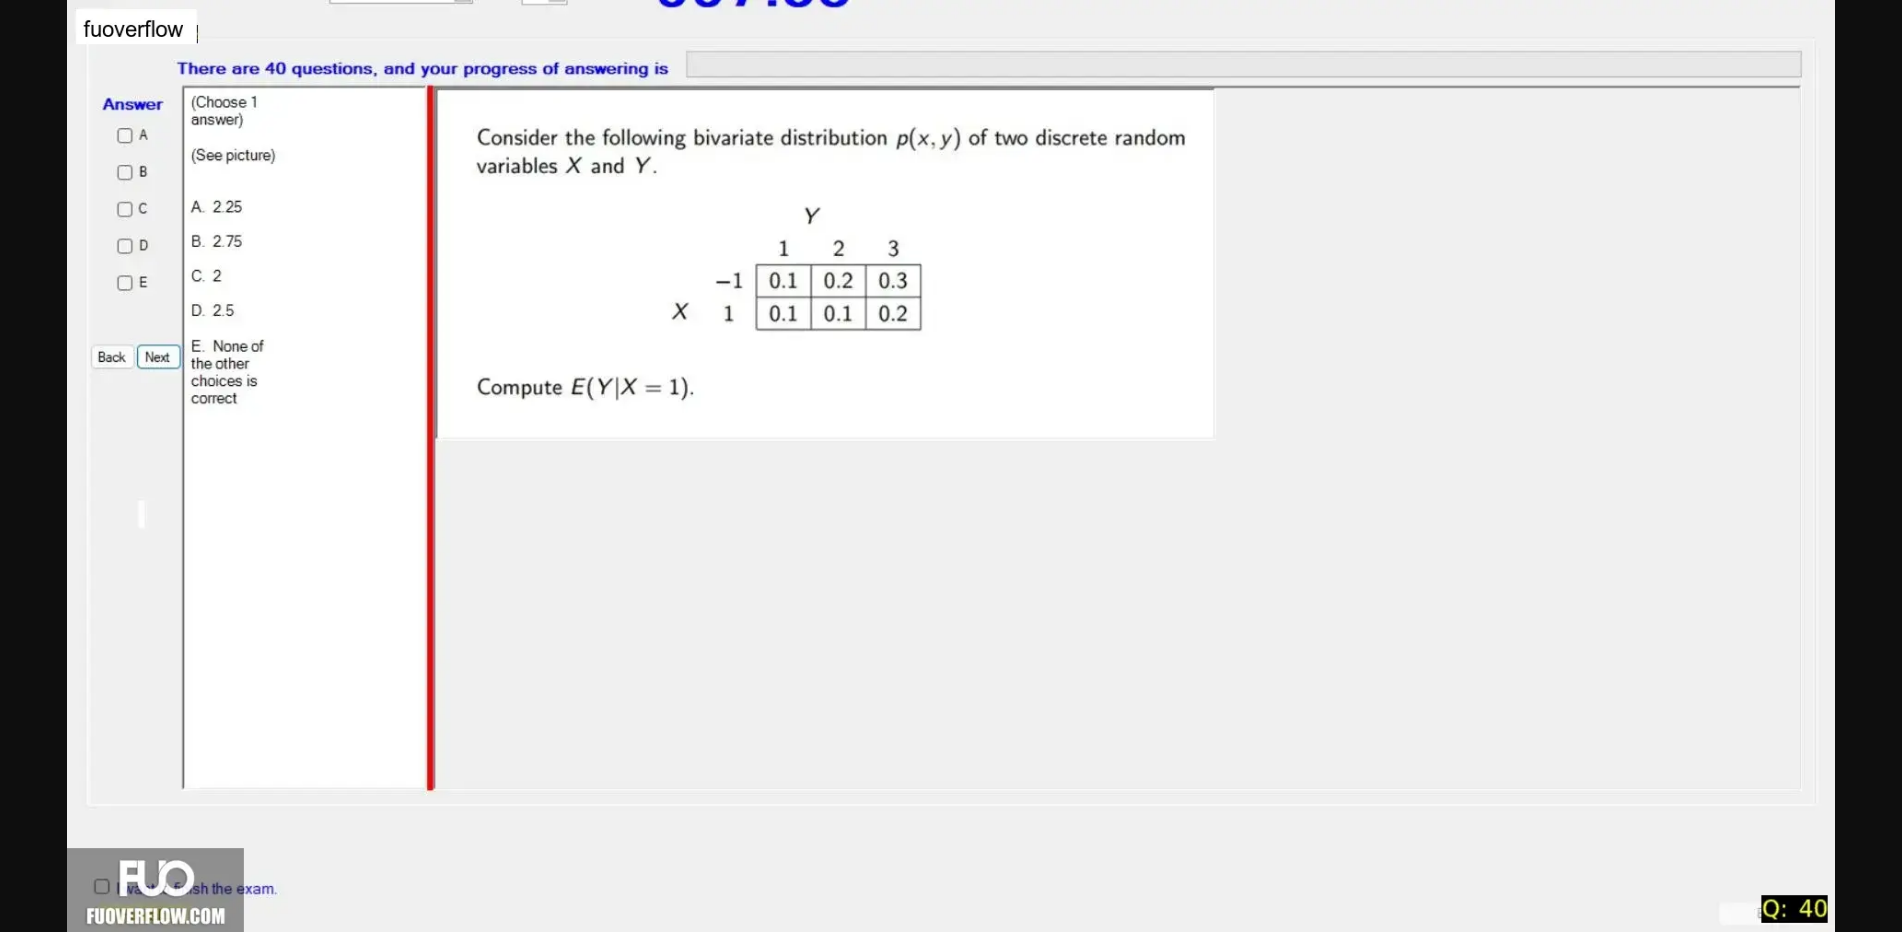 fuoverflow
There are 40 questions, and your progress of answering is
Answer
A
B
C
D
E
Back Next
(Choose 1
answer)
(See picture)
A. 2.25
B. 2.75
C. 2
D. 2.5
E. None of
the other
choices is
correct
Consider the following bivariate distribution p(x, y) of two discrete random
variables X and Y.
Y
1 2 3
−1 0.1 0.2 0.3
X 1 0.1 0.1 0.2
Compute E(Y|X = 1).
FUO
the exam.
FUOVERFLOW.COM
Q: 40